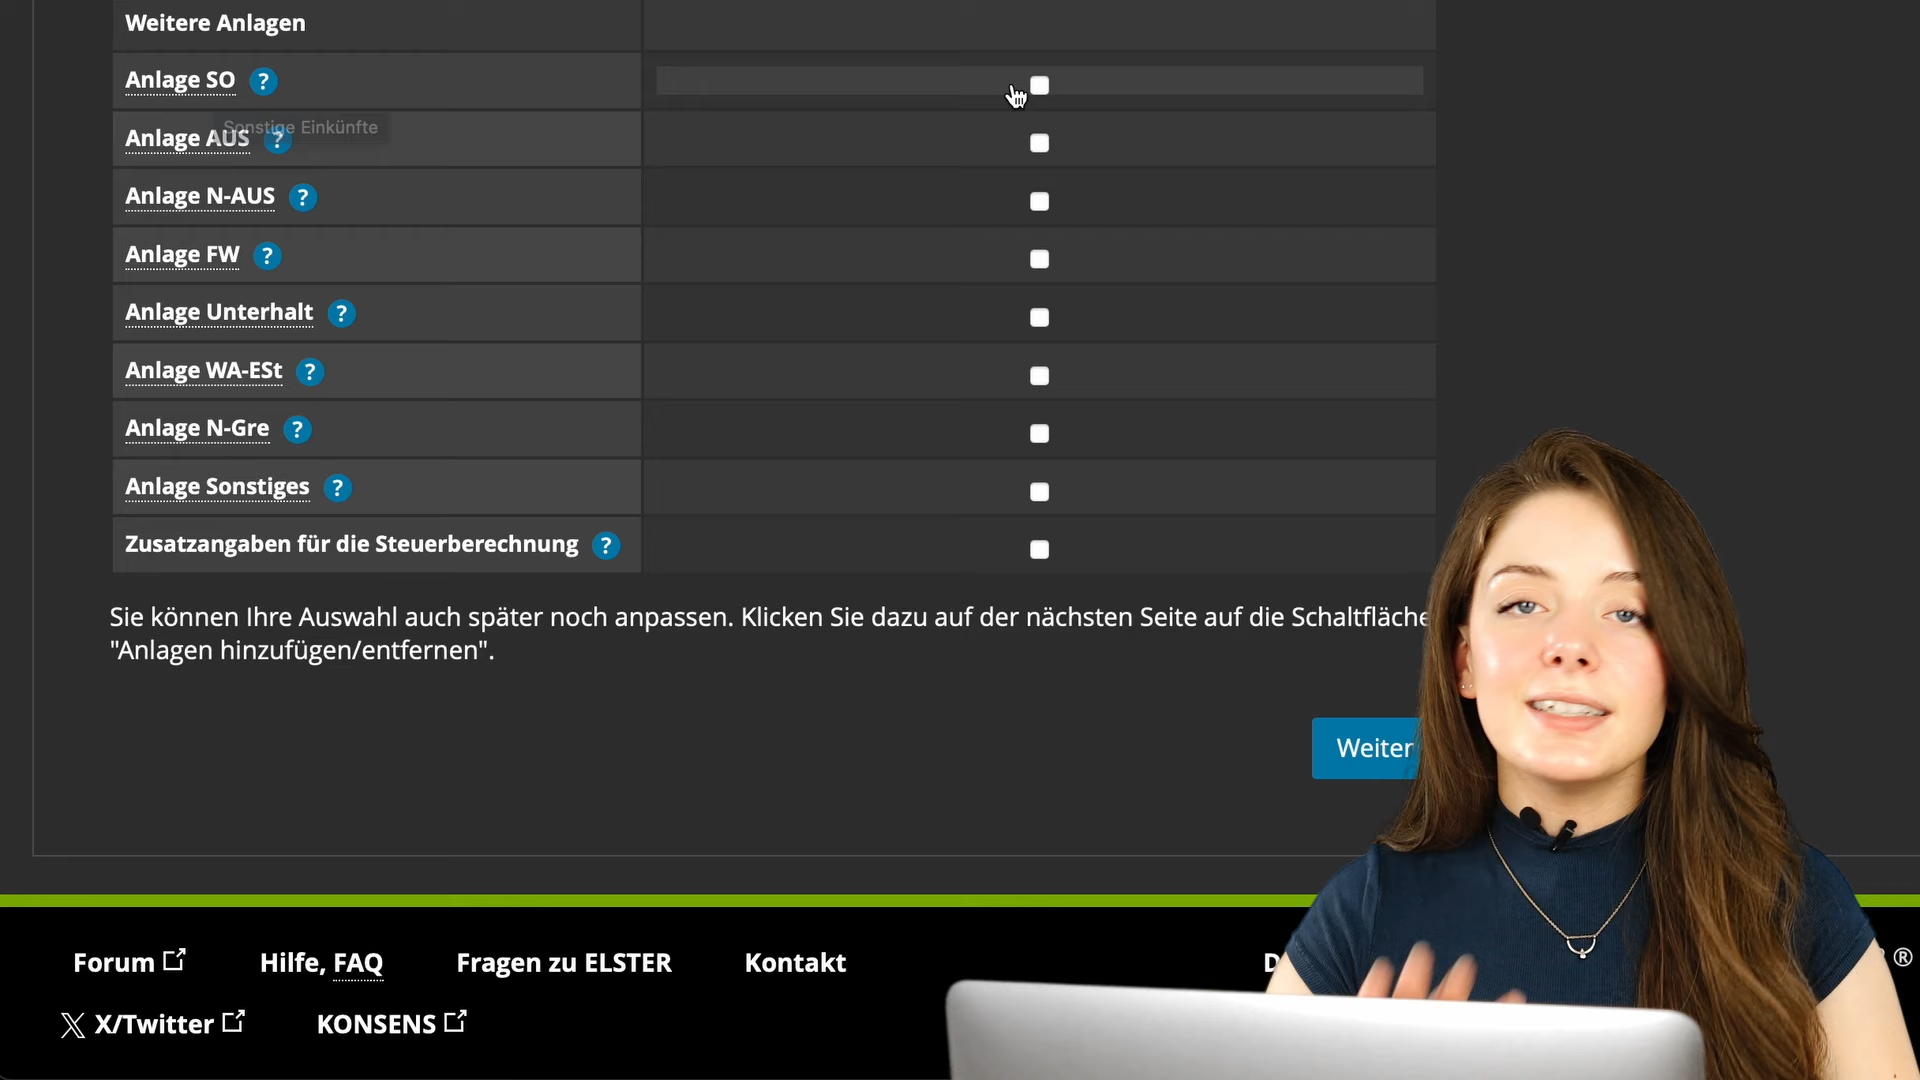 Weitere Anlagen
Anlage SO ?
Sonstige Einkünfte
Anlage AUS ?
Anlage N-AUS ?
Anlage FW ?
Anlage Unterhalt ?
Anlage WA-ESt ?
Anlage N-Gre ?
Anlage Sonstiges ?
Zusatzangaben für die Steuerberechnung ?
Sie können Ihre Auswahl auch später noch anpassen. Klicken Sie dazu auf der nächsten Seite auf die Schaltfläche
"Anlagen hinzufügen/entfernen".
Weiter
Forum Hilfe, FAQ Fragen zu ELSTER Kontakt ®
X/Twitter KONSENS